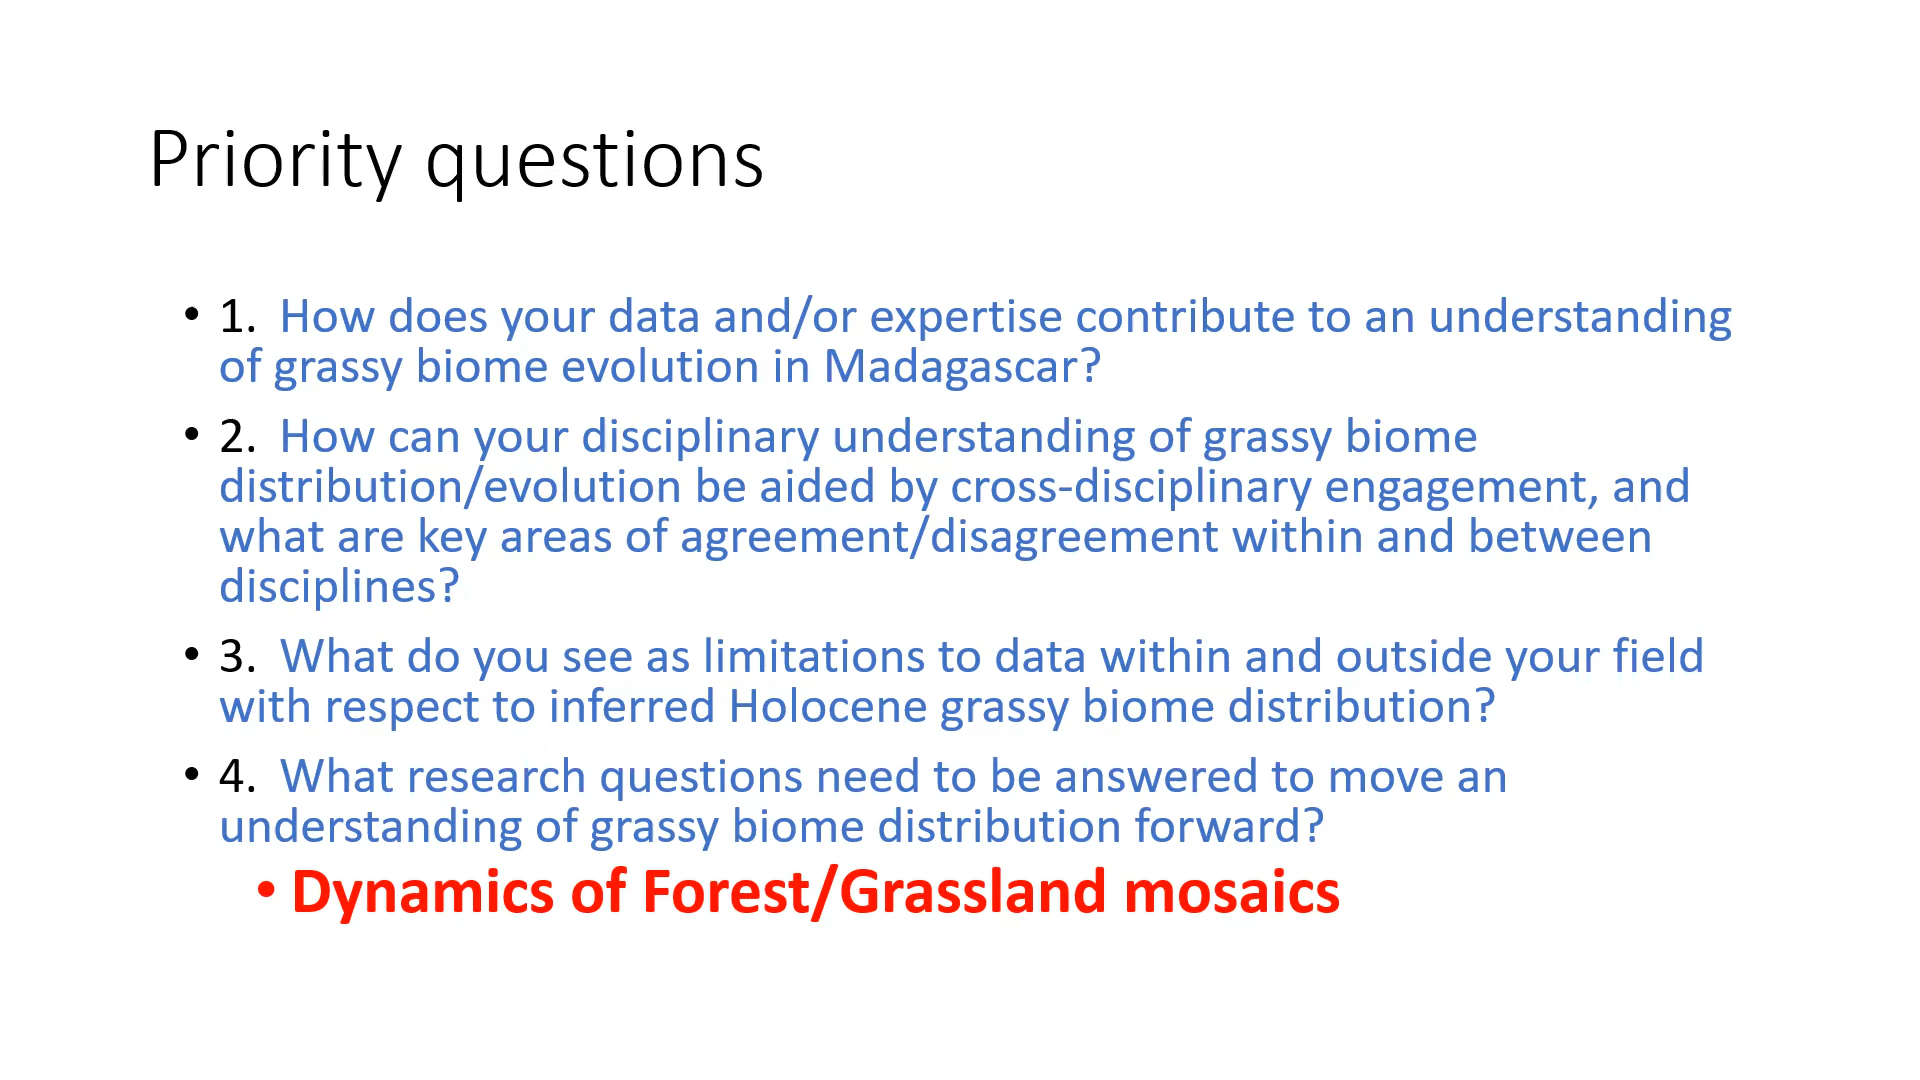 Priority questions
• 1. How does your data and/or expertise contribute to an understanding
of grassy biome evolution in Madagascar?
• 2. How can your disciplinary understanding of grassy biome
distribution/evolution be aided by cross-disciplinary engagement, and
what are key areas of agreement/disagreement within and between
disciplines?
• 3. What do you see as limitations to data within and outside your field
with respect to inferred Holocene grassy biome distribution?
• 4. What research questions need to be answered to move an
understanding of grassy biome distribution forward?
• Dynamics of Forest/Grassland mosaics